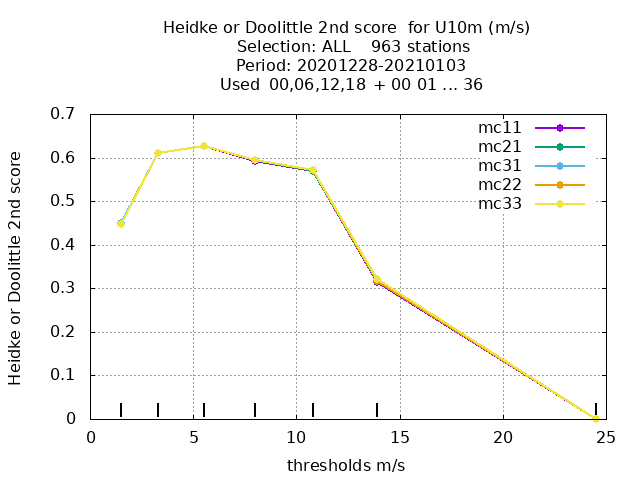 Heidke or Doolittle 2nd score  for U10m (m/s)
Selection: ALL    963 stations
Period: 20201228-20210103
Used  00,06,12,18  + 00 01 ... 36
mc11
mc21
mc31
mc22
mc33
Heidke or Doolittle 2nd score
0.7
0.6
0.5
0.4
0.3
0.2
0.1
0
0 5 10 15 20 25
thresholds m/s